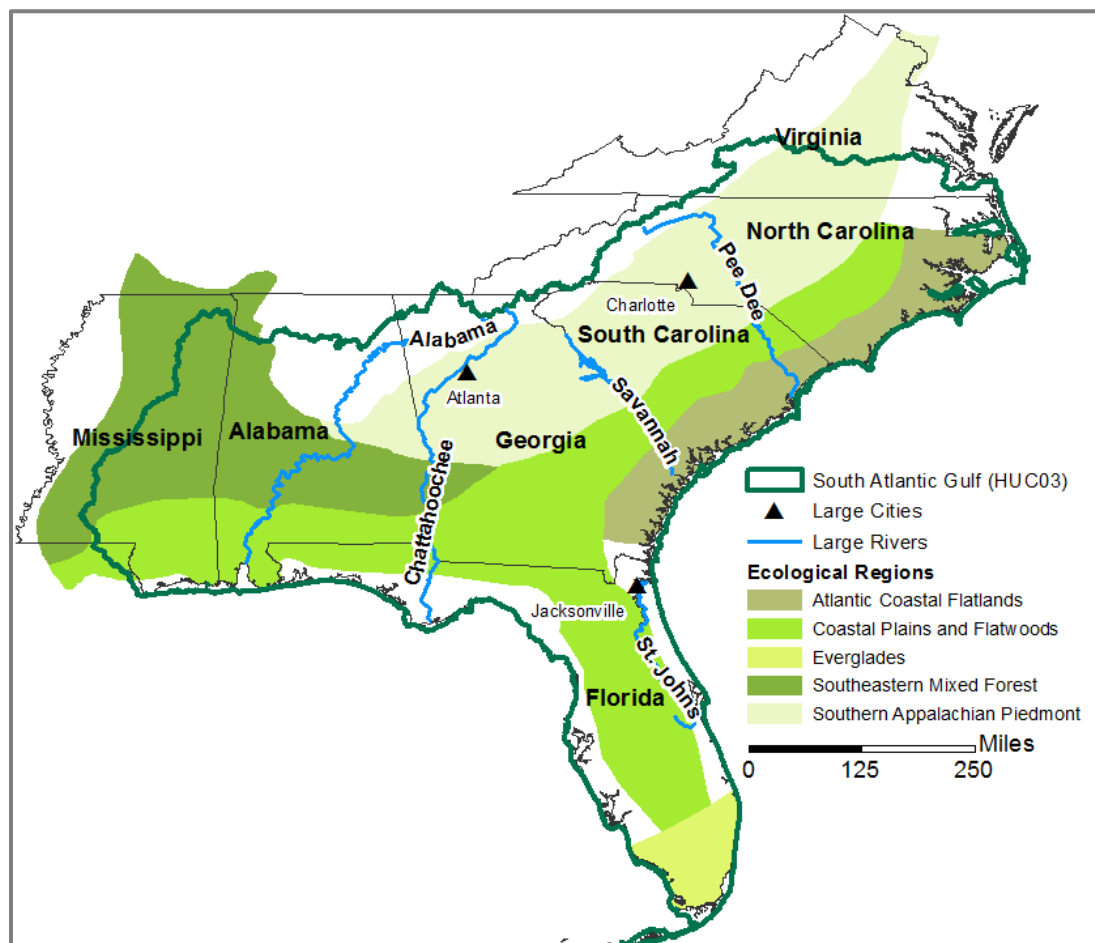 Virginia
North Carolina
Pee Dee
Charlotte
South Carolina
Alabama
Atlanta
Savannah
Mississippi
Alabama
Georgia
Chattahoochee
Jacksonville
St. Johns
Florida
South Atlantic Gulf (HUC03)
Large Cities
Large Rivers
Ecological Regions
Atlantic Coastal Flatlands
Coastal Plains and Flatwoods
Everglades
Southeastern Mixed Forest
Southern Appalachian Piedmont
Miles
0 125 250